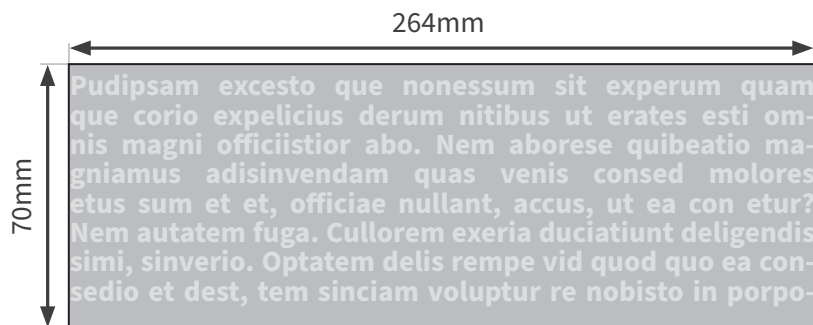 264mm
70mm
Pudipsam excesto que nonessum sit experum quam
que corio expelicius derum nitibus ut erates esti om-
nis magni officiistior abo. Nem aborese quibeatio ma-
gniamus adisinvendam quas venis consed molores
etus sum et et, officiae nullant, accus, ut ea con etur?
Nem autatem fuga. Cullorem exeria duciatiunt deligendis
simi, sinverio. Optatem delis rempe vid quod quo ea con-
sedio et dest, tem sinciam voluptur re nobisto in porpo-